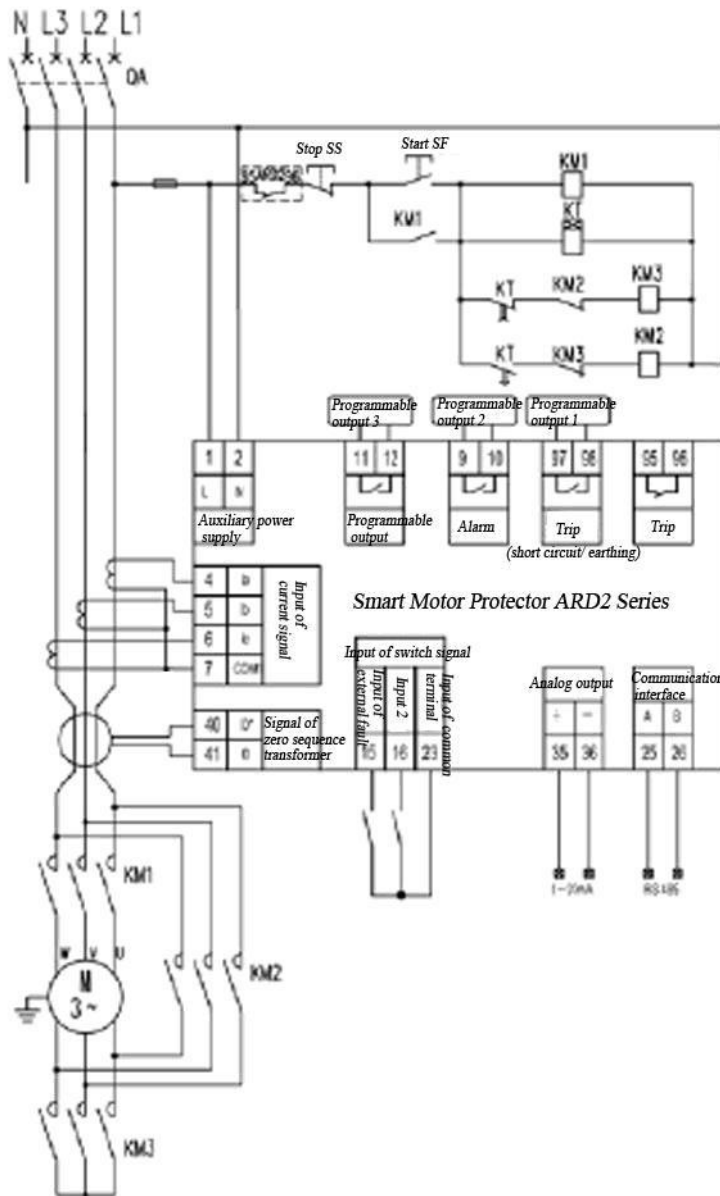 N L3 L2 L1
QA
Stop SS
Start SF
KM1
KT
KM1
KT KM2 KM3
KM2
KT KM3
Programmable
output 3
Programmable
output 2
Programmable
output 1
1 2
11 12
9 10
97 98
95 96
L N
Auxiliary power
supply
Programmable
output
Alarm
Trip
(short circuit/ earthing)
Trip
4
5
6
7 COM
Input of
current signal
Smart Motor Protector ARD2 Series
Input of switch signal
Input of
external fault
Input 2
Input of common
terminal
15 16 23
Analog output
+ −
35 36
Communication
interface
A B
25 26
40
41
Signal of
zero sequence
transformer
RS485
KM1
W V U
M
3~
KM2
KM3